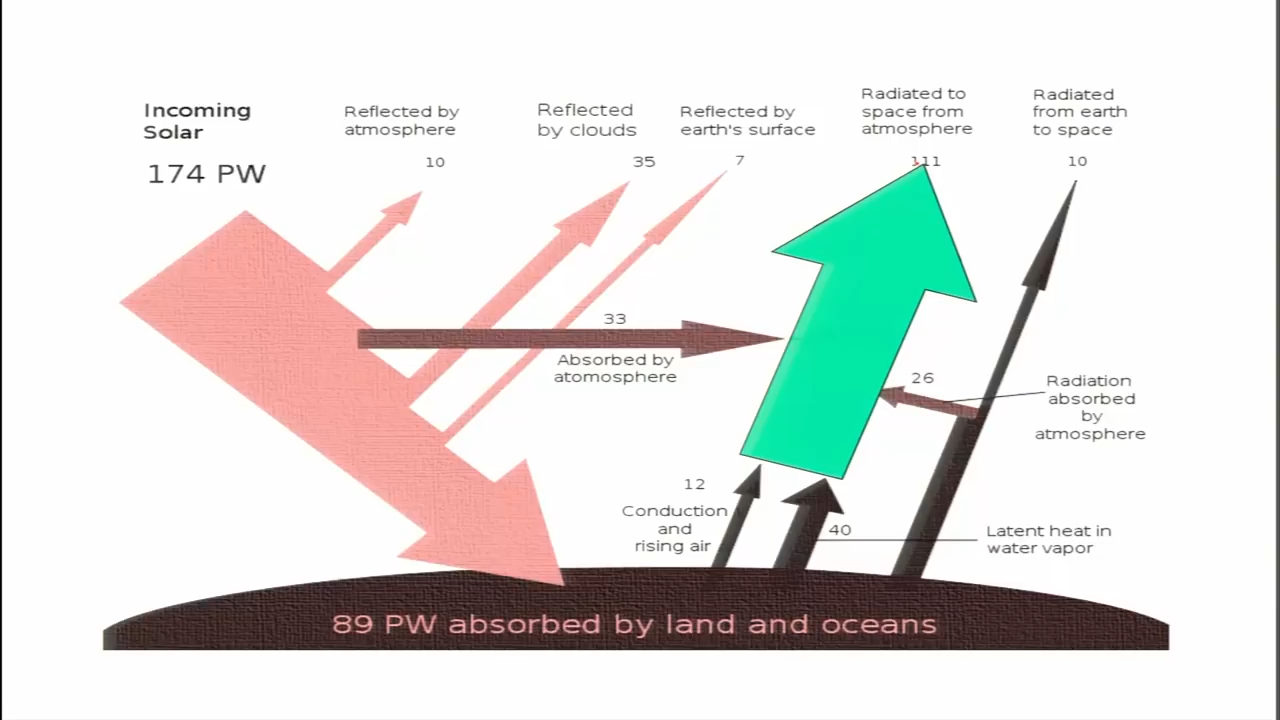 Incoming
Solar
174 PW
Reflected by
atmosphere
10
Reflected
by clouds
35
Reflected by
earth's surface
7
Radiated to
space from
atmosphere
111
Radiated
from earth
to space
10
33
Absorbed by
atomosphere
26
Radiation
absorbed
by
atmosphere
12
Conduction
and
rising air
40
Latent heat in
water vapor
89 PW absorbed by land and oceans